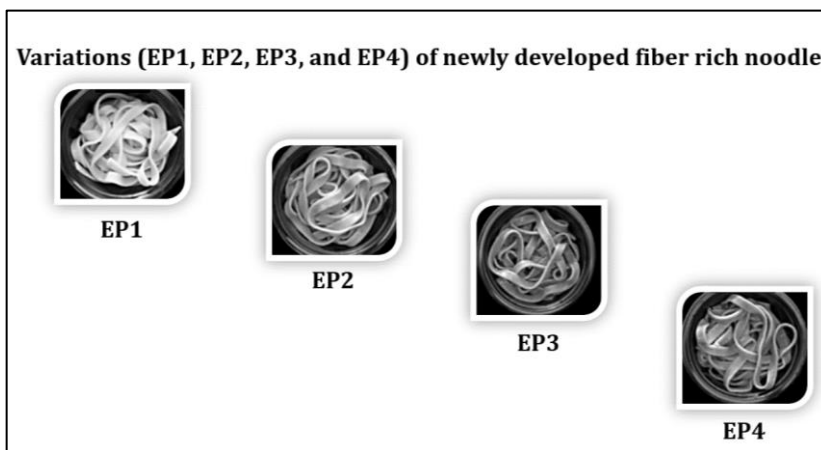 Variations (EP1, EP2, EP3, and EP4) of newly developed fiber rich noodle
EP1
EP2
EP3
EP4